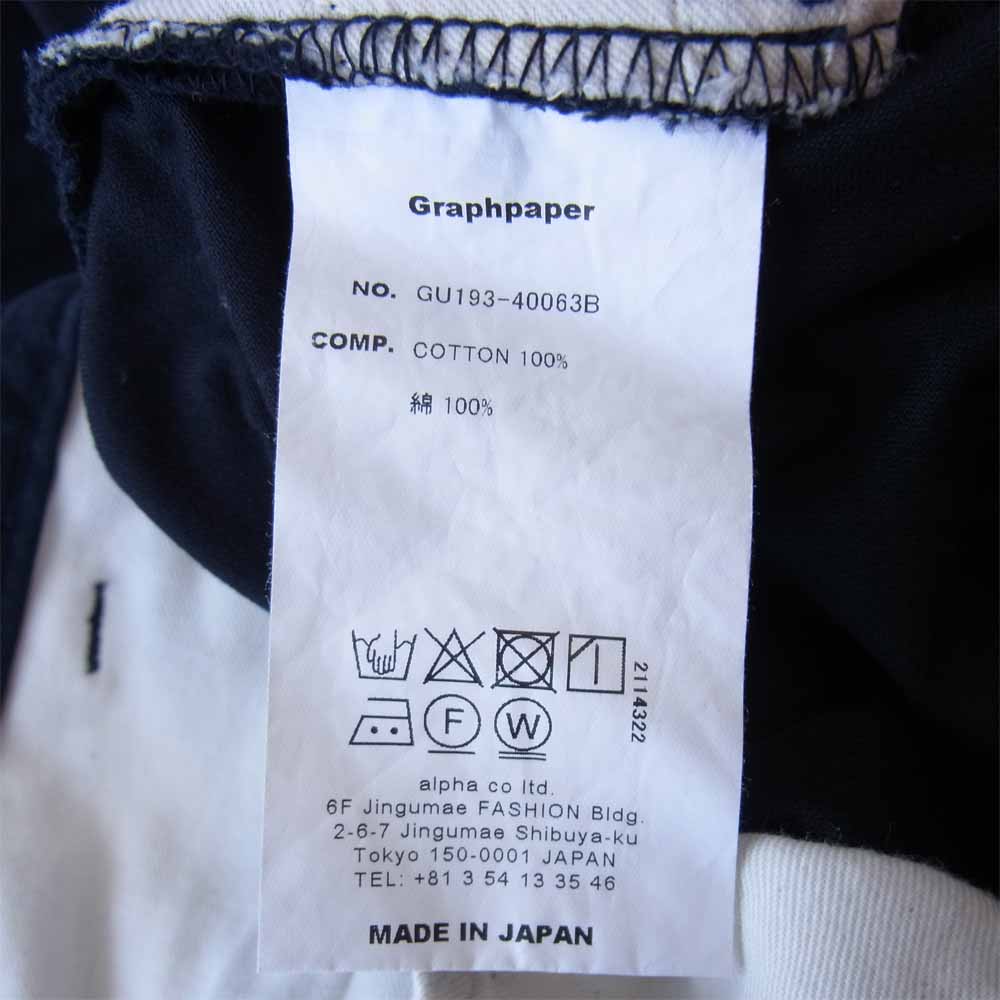 Graphpaper
NO. GU193-40063B
COMP. COTTON 100%
綿 100%
2114322
F W
alpha co ltd.
6F Jingumae FASHION Bldg.
2-6-7 Jingumae Shibuya-ku
Tokyo 150-0001 JAPAN
TEL: +81 3 54 13 35 46
MADE IN JAPAN